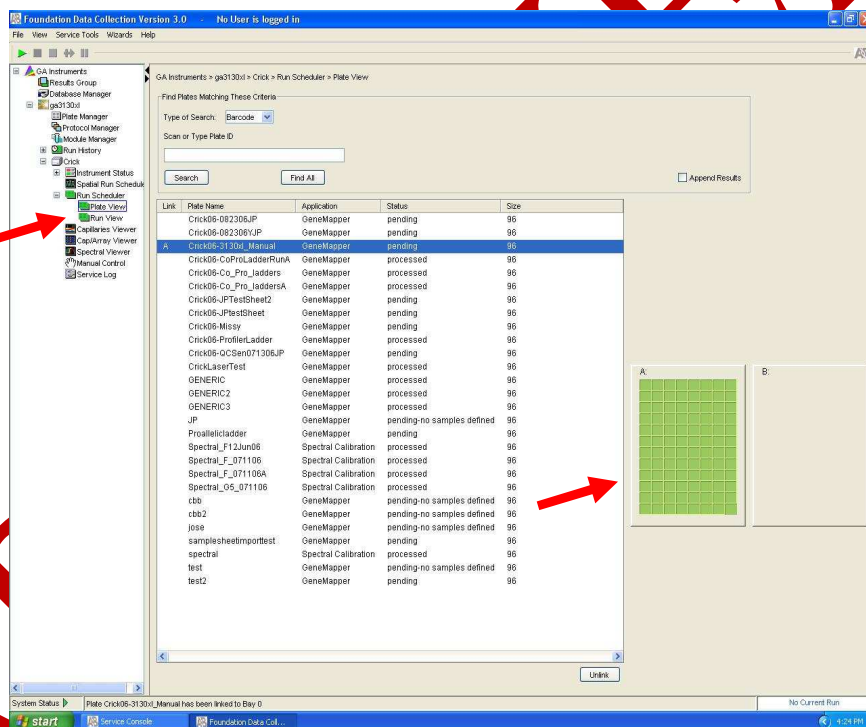 Foundation Data Collection Version 3.0 - No User is logged in
File View Service Tools Wizards Help
GA Instruments
Results Group
Database Manager
ga3130xl
Plate Manager
Protocol Manager
Module Manager
Run History
Crick
Instrument Status
Spatial Run Schedule
Run Scheduler
Plate View
Run View
Capillaries Viewer
Cap/Array Viewer
Spectral Viewer
Manual Control
Service Log
GA Instruments > ga3130xl > Crick > Run Scheduler > Plate View
Find Plates Matching These Criteria
Type of Search: Barcode
Scan or Type Plate ID
Search Find All Append Results
Link Plate Name Application Status Size
Crick06-082306JP GeneMapper pending 96
Crick06-082306YJP GeneMapper pending 96
A Crick06-3130xl_Manual GeneMapper pending 96
Crick06-CoProLadderRunA GeneMapper processed 96
Crick06-Co_Pro_ladders GeneMapper processed 96
Crick06-Co_Pro_laddersA GeneMapper processed 96
Crick06-JPTestSheet2 GeneMapper pending 96
Crick06-JPtestSheet GeneMapper pending 96
Crick06-Missy GeneMapper pending 96
Crick06-ProfilerLadder GeneMapper processed 96
Crick06-QCSen071306JP GeneMapper pending 96
CrickLaserTest GeneMapper processed 96
GENERIC GeneMapper processed 96
GENERIC2 GeneMapper processed 96
GENERIC3 GeneMapper processed 96
JP GeneMapper pending-no samples defined 96
Proallelicladder GeneMapper pending 96
Spectral_F12Jun06 Spectral Calibration processed 96
Spectral_F_071106 Spectral Calibration processed 96
Spectral_F_071106A Spectral Calibration processed 96
Spectral_G5_071106 Spectral Calibration processed 96
cbb GeneMapper pending-no samples defined 96
cbb2 GeneMapper pending-no samples defined 96
jose GeneMapper pending-no samples defined 96
samplesheetimporttest GeneMapper pending 96
spectral Spectral Calibration processed 96
test GeneMapper pending-no samples defined 96
test2 GeneMapper pending 96
A: B:
Unlink
System Status Plate Crick06-3130xl_Manual has been linked to Bay 0 No Current Run
start Service Console Foundation Data Coll... 4:24 PM